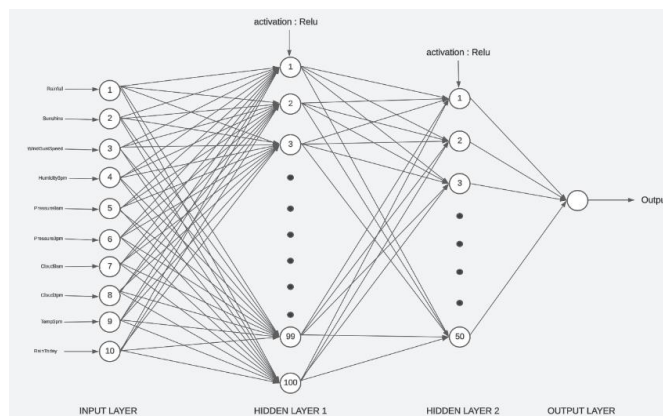 activation : Relu
activation : Relu
Rainfall
Sunshine
WindGustSpeed
Humidity3pm
Pressure9am
Pressure3pm
Cloud9am
Cloud3pm
Temp3pm
RainToday
1
2
3
4
5
6
7
8
9
10
1
2
3
99
100
1
2
3
50
Output
INPUT LAYER
HIDDEN LAYER 1
HIDDEN LAYER 2
OUTPUT LAYER